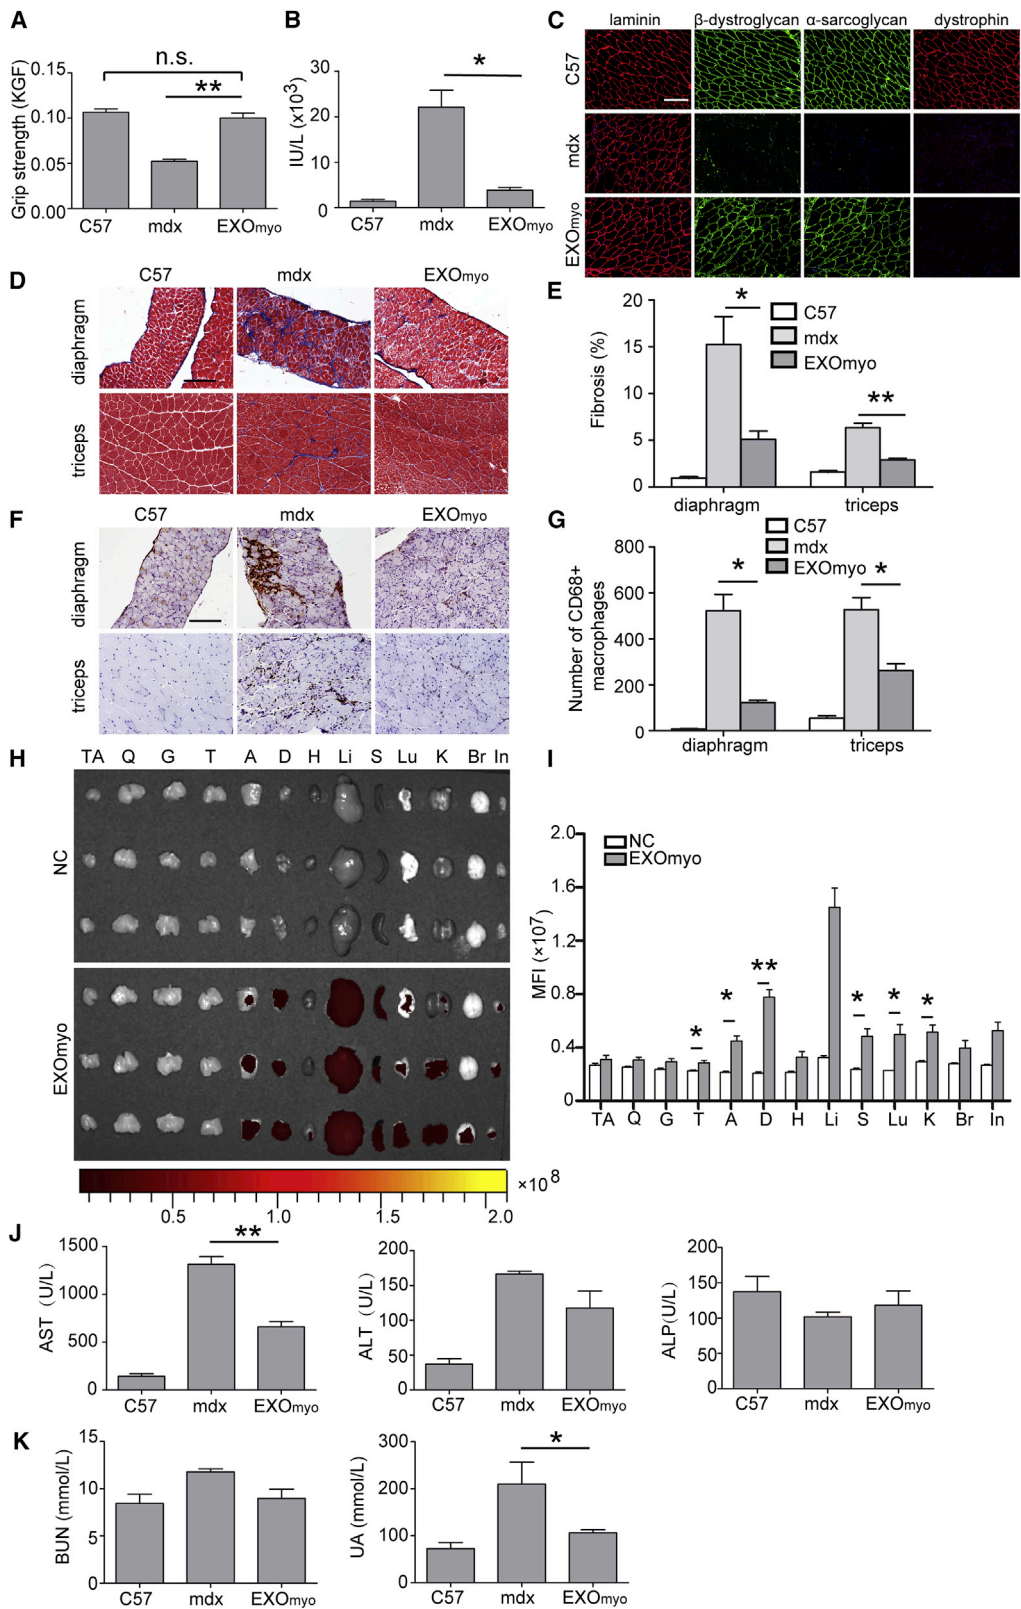 A
n.s.
**
Grip strength (KGF)
0.15
0.10
0.05
0.00
C57
mdx
EXOmyo
B
*
IU/L (x10³)
30
20
10
0
C57
mdx
EXOmyo
C
laminin
β-dystroglycan
α-sarcoglycan
dystrophin
C57
mdx
EXOmyo
D
C57
mdx
EXOmyo
diaphragm
triceps
E
Fibrosis (%)
20
15
10
5
0
*
**
C57
mdx
EXOmyo
diaphragm
triceps
F
C57
mdx
EXOmyo
diaphragm
triceps
G
Number of CD68+
macrophages
800
600
400
200
0
*
*
C57
mdx
EXOmyo
diaphragm
triceps
H
TA Q G T A D H Li S Lu K Br In
NC
EXOmyo
0.5 1.0 1.5 2.0
×10⁸
I
MFI (×10⁷)
2.0
1.6
1.2
0.8
0.4
0
NC
EXOmyo
* * ** * * *
TA Q G T A D H Li S Lu K Br In
J
AST (U/L)
1500
1000
500
0
**
C57 mdx EXOmyo
ALT (U/L)
200
150
100
50
0
C57 mdx EXOmyo
ALP(U/L)
200
150
100
50
0
C57 mdx EXOmyo
K
BUN (mmol/L)
15
10
5
0
C57 mdx EXOmyo
UA (mmol/L)
300
200
100
0
*
C57 mdx EXOmyo